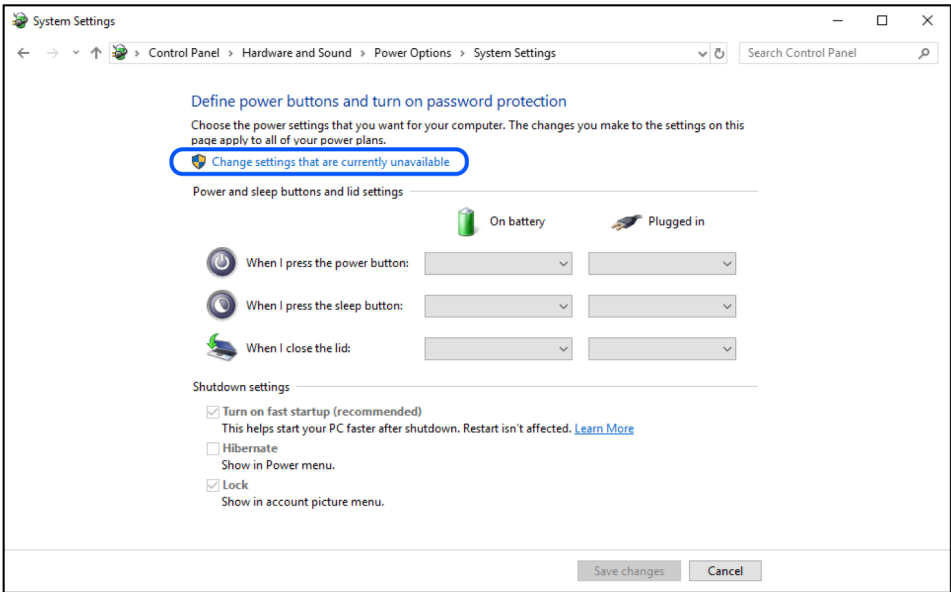 System Settings
Control Panel > Hardware and Sound > Power Options > System Settings
Search Control Panel
Define power buttons and turn on password protection
Choose the power settings that you want for your computer. The changes you make to the settings on this
page apply to all of your power plans.
Change settings that are currently unavailable
Power and sleep buttons and lid settings
On battery Plugged in
When I press the power button:
When I press the sleep button:
When I close the lid:
Shutdown settings
Turn on fast startup (recommended)
This helps start your PC faster after shutdown. Restart isn't affected. Learn More
Hibernate
Show in Power menu.
Lock
Show in account picture menu.
Save changes Cancel